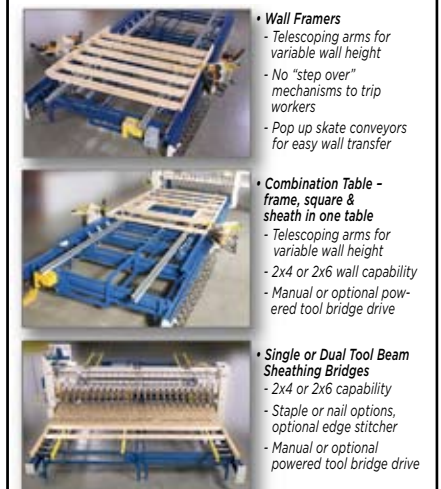 • Wall Framers
- Telescoping arms for
variable wall height
- No “step over”
mechanisms to trip
workers
- Pop up skate conveyors
for easy wall transfer
• Combination Table –
frame, square &
sheath in one table
- Telescoping arms for
variable wall height
- 2x4 or 2x6 wall capability
- Manual or optional pow-
ered tool bridge drive
• Single or Dual Tool Beam
Sheathing Bridges
- 2x4 or 2x6 capability
- Staple or nail options,
optional edge stitcher
- Manual or optional
powered tool bridge drive